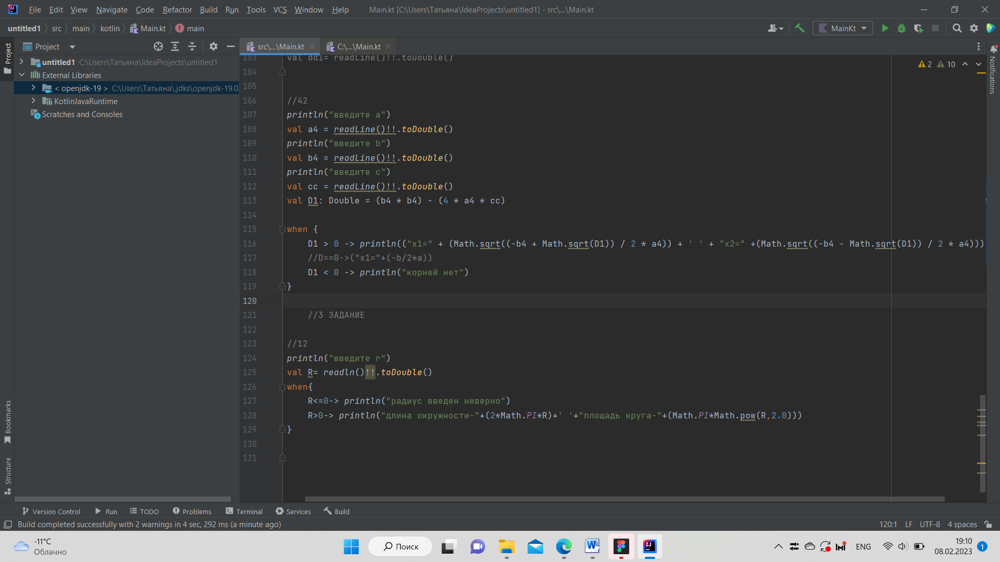 File Edit View Navigate Code Refactor Build Run Tools VCS Window Help Main.kt [C:\Users\Татьяна\IdeaProjects\untitled1] - src\...\Main.kt
untitled1 src main kotlin Main.kt main MainKt
Project src\...\Main.kt C:\...\Main.kt
untitled1 C:\Users\Татьяна\IdeaProjects\untitled1
External Libraries
< openjdk-19 > C:\Users\Татьяна\.jdks\openjdk-19.0.
KotlinJavaRuntime
Scratches and Consoles
Project
Bookmarks
Structure
Notifications
2 10
103 val dd1= readLine()!!.toDouble()
104
105
106 //42
107 println("введите a")
108 val a4 = readLine()!!.toDouble()
109 println("введите b")
110 val b4 = readLine()!!.toDouble()
111 println("введите c")
112 val cc = readLine()!!.toDouble()
113 val D1: Double = (b4 * b4) - (4 * a4 * cc)
114
115 when {
116 D1 > 0 -> println(("x1=" + (Math.sqrt((-b4 + Math.sqrt(D1)) / 2 * a4)) + ' ' + "x2=" +(Math.sqrt((-b4 - Math.sqrt(D1)) / 2 * a4)))
117 //D==0->("x1="+(-b/2*a))
118 D1 < 0 -> println("корней нет")
119 }
120
121 //3 ЗАДАНИЕ
122
123 //12
124 println("введите r")
125 val R= readln()!!.toDouble()
126 when{
127 R<=0-> println("радиус введен неверно")
128 R>0-> println("длина окружности-"+(2*Math.PI*R)+' '+"площадь круга-"+(Math.PI*Math.pow(R,2.0)))
129 }
130
131
Version Control Run TODO Problems Terminal Services Build
Build completed successfully with 2 warnings in 4 sec, 292 ms (a minute ago) 120:1 LF UTF-8 4 spaces
-11°C
Облачно
Поиск
ENG
19:10
08.02.2023
1